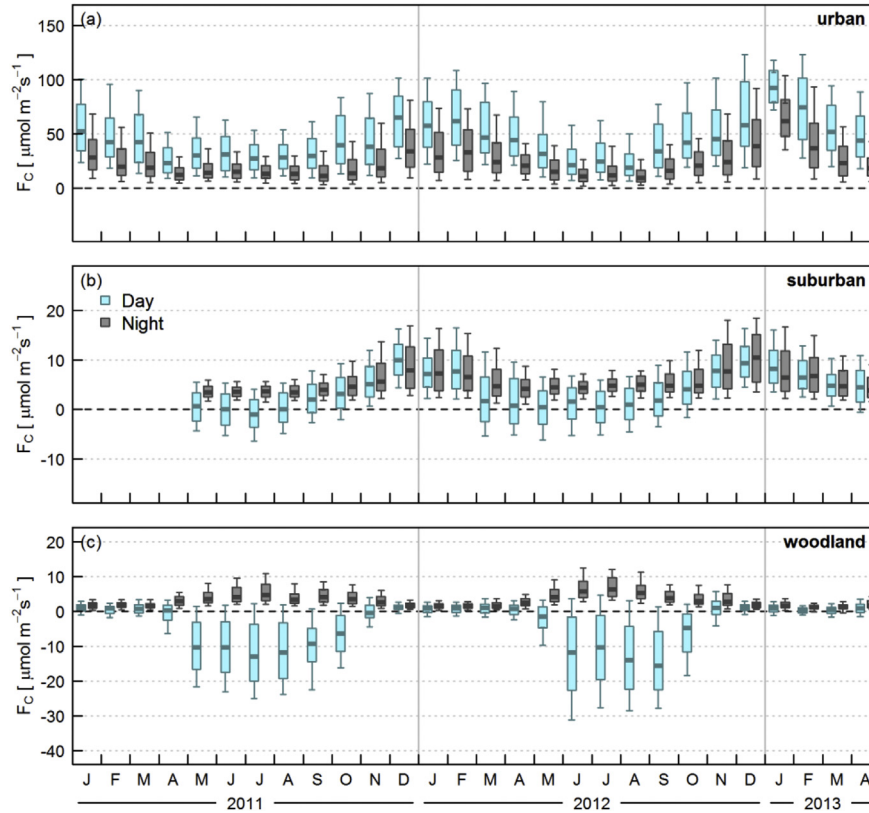 (a) urban
150
100
50
0
F_C [ μmol m⁻²s⁻¹ ]
(b) suburban
Day
Night
20
10
0
-10
F_C [ μmol m⁻²s⁻¹ ]
(c) woodland
20
10
0
-10
-20
-30
-40
F_C [ μmol m⁻²s⁻¹ ]
J F M A M J J A S O N D J F M A M J J A S O N D J F M A
2011 2012 2013